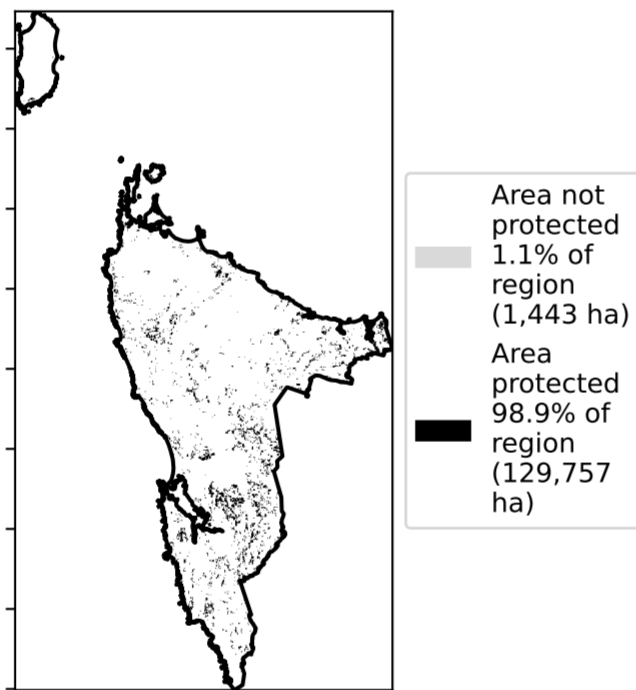 Area not
protected
1.1% of
region
(1,443 ha)
Area
protected
98.9% of
region
(129,757
ha)